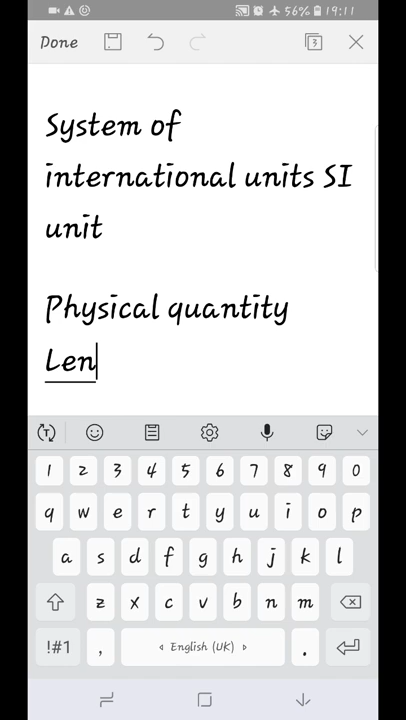 56% 19:11
Done 3
System of
international units SI
unit
Physical quantity
Len
T
1 2 3 4 5 6 7 8 9 0
q w e r t y u i o p
a s d f g h j k l
z x c v b n m
!#1 , English (UK) .